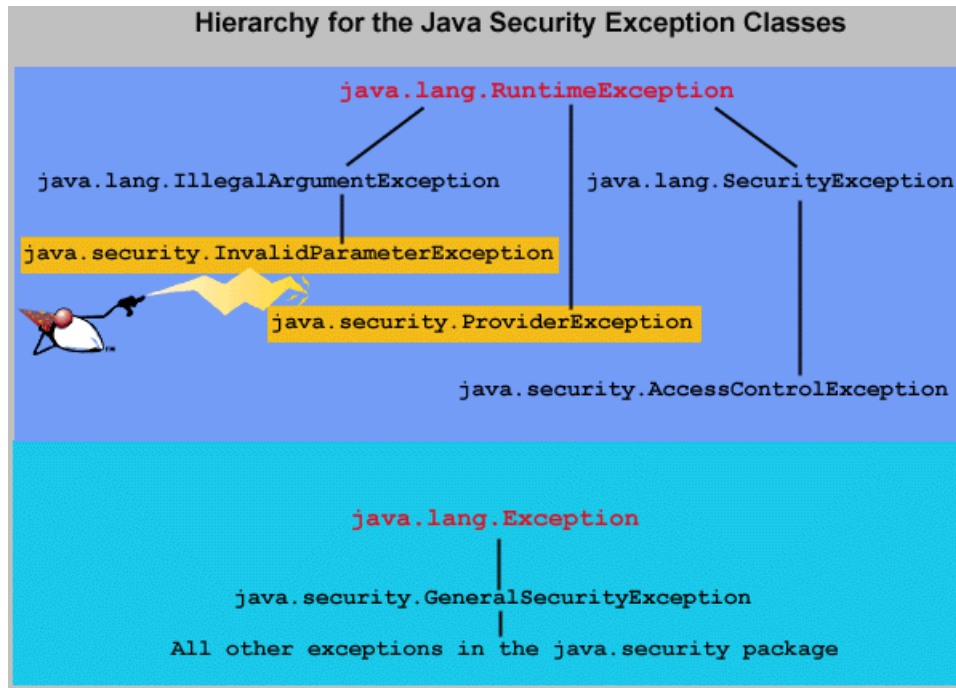 Hierarchy for the Java Security Exception Classes
java.lang.RuntimeException
java.lang.IllegalArgumentException
java.lang.SecurityException
java.security.InvalidParameterException
java.security.ProviderException
java.security.AccessControlException
java.lang.Exception
java.security.GeneralSecurityException
All other exceptions in the java.security package